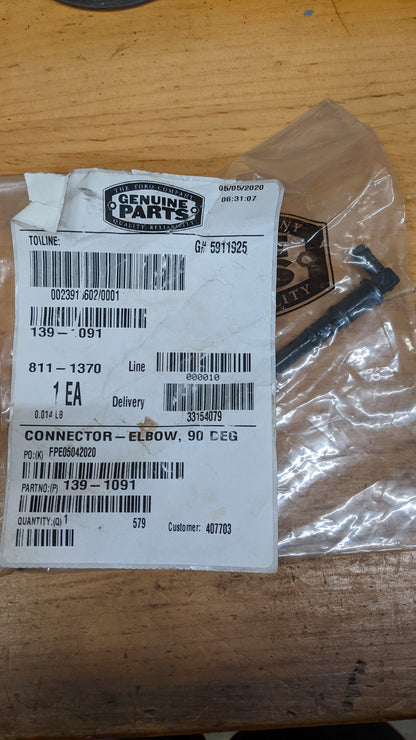 THE TORO COMPANY
GENUINE
PARTS
QUALITY RELIABILITY
06/05/2020
06:31:07
TO/LINE:
G# 5911925
139-1091
811-1370
Line
000010
1 EA
Delivery
0.014 LB
33154079
CONNECTOR-ELBOW, 90 DEG
PO:(K) FPE05042020
PARTNO:(P) 139-1091
QUANTITY:(Q) 1
579
Customer: 407703